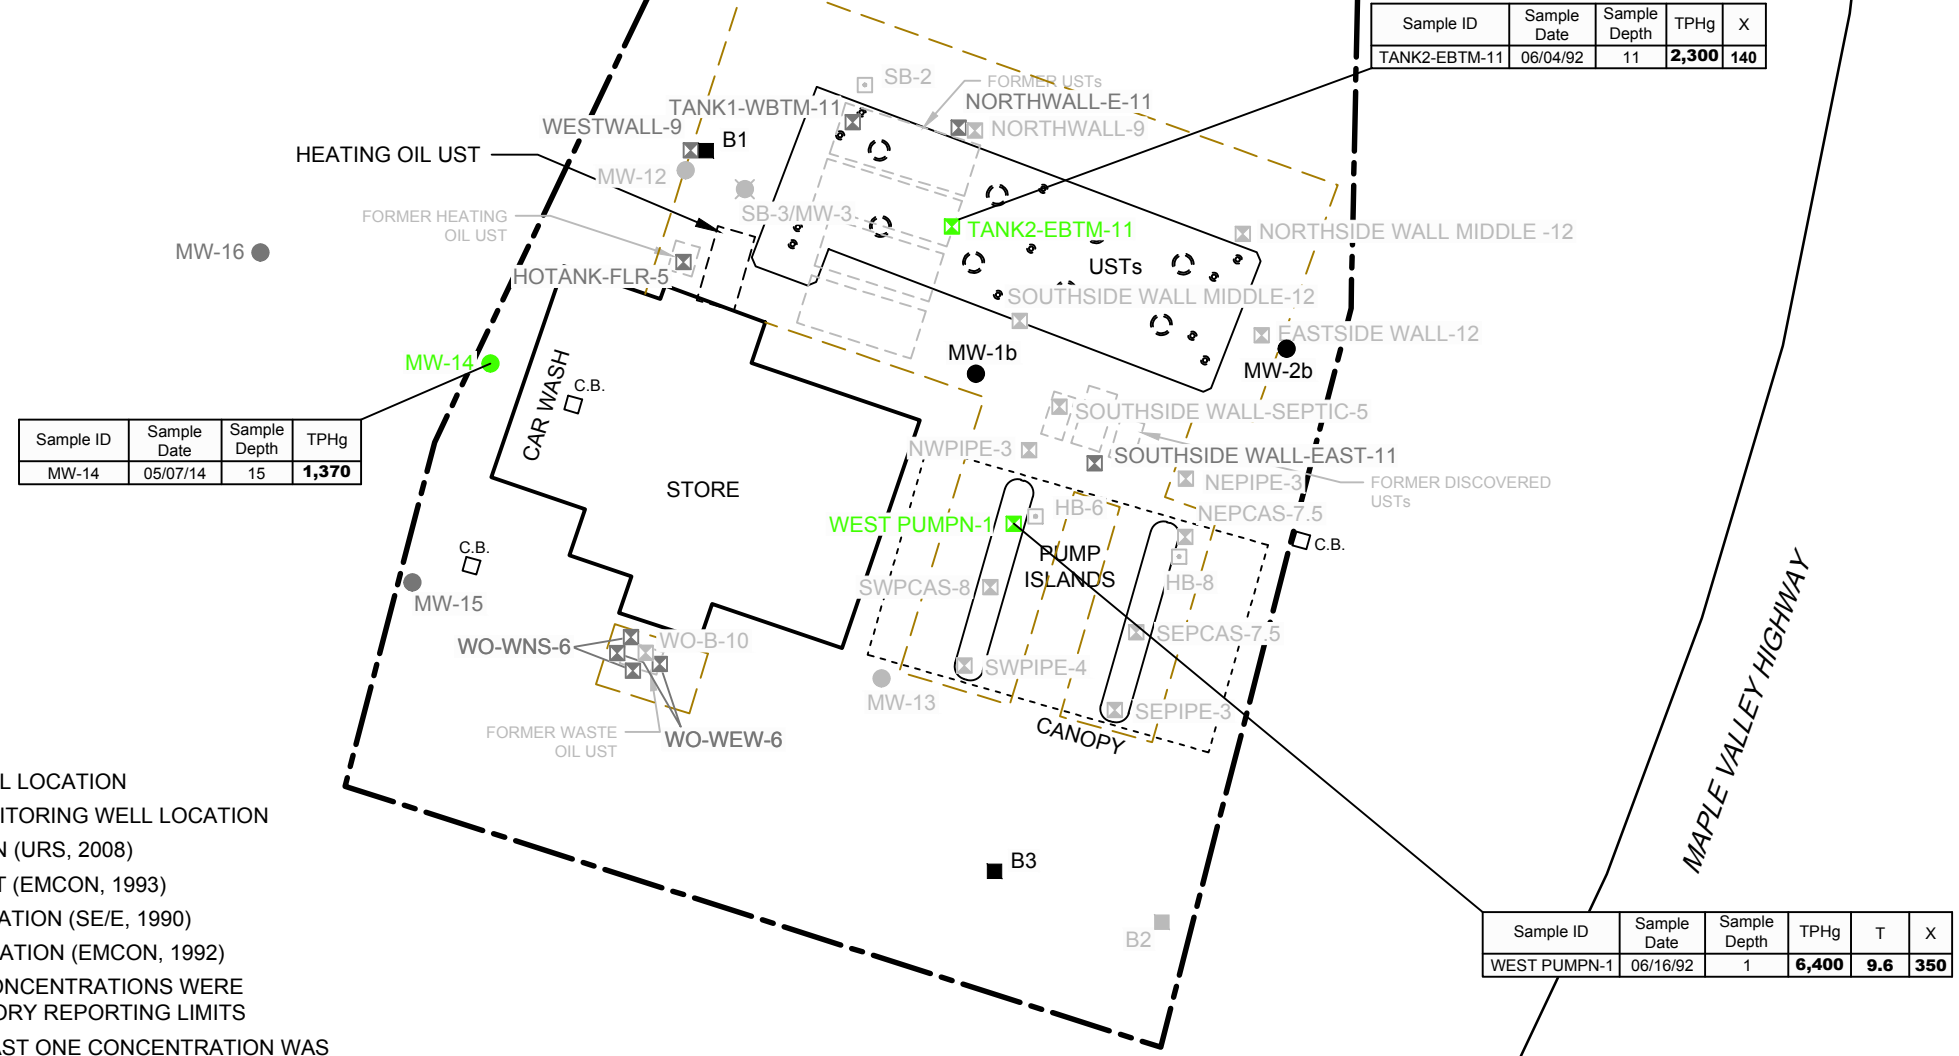 Sample ID Sample Date Sample Depth TPHg X
TANK2-EBTM-11 06/04/92 11 2,300 140
SB-2
FORMER USTs
TANK1-WBTM-11
NORTHWALL-E-11
WESTWALL-9
B1
NORTHWALL-9
HEATING OIL UST
MW-12
FORMER HEATING
OIL UST
SB-3/MW-3
TANK2-EBTM-11
NORTHSIDE WALL MIDDLE -12
MW-16
HOTANK-FLR-5
USTs
SOUTHSIDE WALL MIDDLE-12
EASTSIDE WALL-12
MW-14
MW-1b
MW-2b
CAR WASH
C.B.
SOUTHSIDE WALL-SEPTIC-5
Sample ID Sample Date Sample Depth TPHg
MW-14 05/07/14 15 1,370
NWPIPE-3
SOUTHSIDE WALL-EAST-11
STORE
NEPIPE-3
FORMER DISCOVERED
USTs
WEST PUMPN-1
HB-6
NEPCAS-7.5
C.B.
C.B.
PUMP
ISLANDS
SWPCAS-8
HB-8
MW-15
WO-WNS-6
WO-B-10
SEPCAS-7.5
SWPIPE-4
MW-13
SEPIPE-3
FORMER WASTE
OIL UST
WO-WEW-6
CANOPY
MAPLE VALLEY HIGHWAY
L LOCATION
ITORING WELL LOCATION
N (URS, 2008)
T (EMCON, 1993)
ATION (SE/E, 1990)
ATION (EMCON, 1992)
ONCENTRATIONS WERE
ORY REPORTING LIMITS
AST ONE CONCENTRATION WAS
B3
B2
Sample ID Sample Date Sample Depth TPHg T X
WEST PUMPN-1 06/16/92 1 6,400 9.6 350